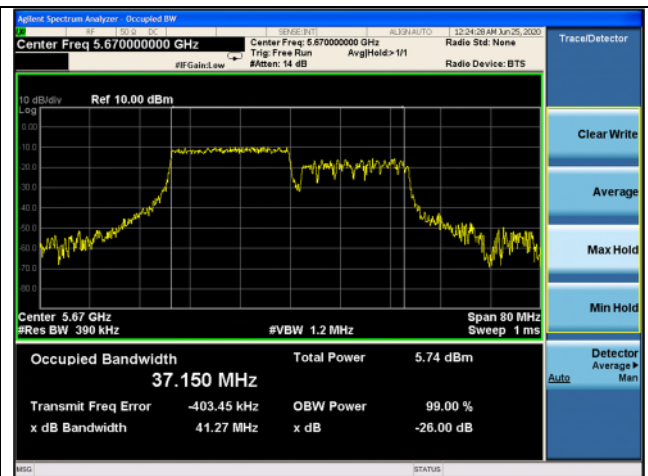 Agilent Spectrum Analyzer - Occupied BW
RF 50 Ω DC SENSE:INT ALIGN AUTO 12:24:28 AM Jun 25, 2020
Center Freq 5.670000000 GHz
Center Freq: 5.670000000 GHz
Radio Std: None
Trig: Free Run Avg|Hold:>1/1
#IFGain:Low
#Atten: 14 dB
Radio Device: BTS
Trace/Detector
10 dB/div Ref 10.00 dBm
Log
0.00
-10.0
-20.0
-30.0
-40.0
-50.0
-60.0
-70.0
-80.0
Clear Write
Average
Max Hold
Min Hold
Detector
Average
Auto Man
Center 5.67 GHz Span 80 MHz
#Res BW 390 kHz #VBW 1.2 MHz Sweep 1 ms
Occupied Bandwidth Total Power 5.74 dBm
37.150 MHz
Transmit Freq Error -403.45 kHz OBW Power 99.00 %
x dB Bandwidth 41.27 MHz x dB -26.00 dB
MSG STATUS